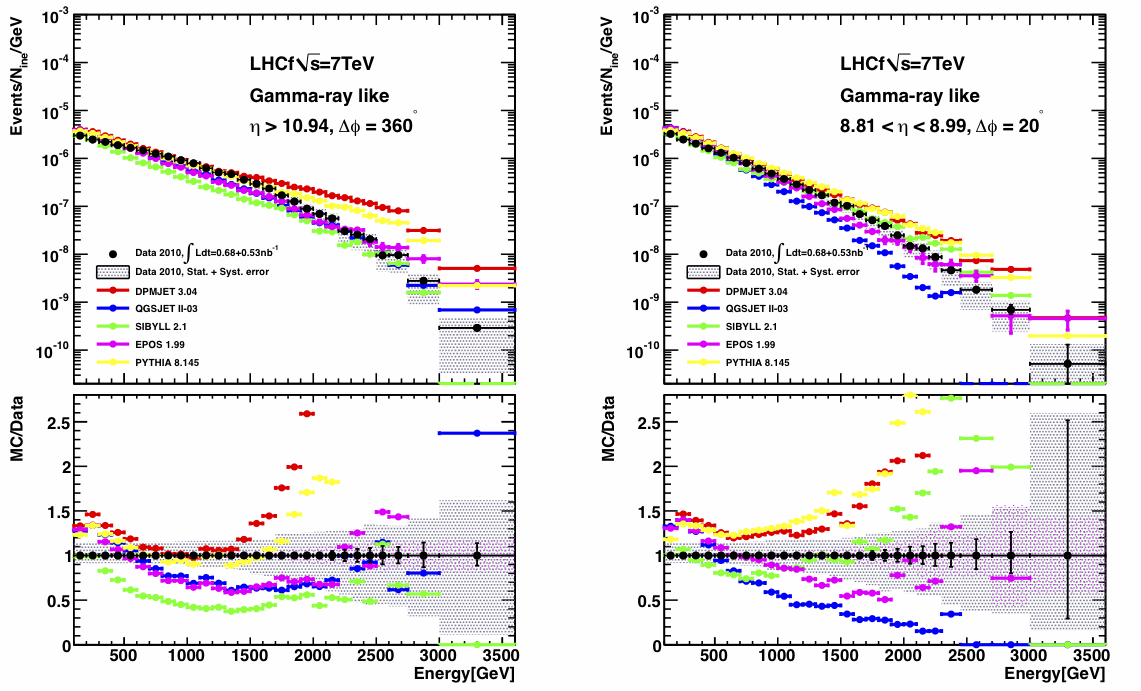 Events/N_ine/GeV
10^-3
10^-4
10^-5
10^-6
10^-7
10^-8
10^-9
10^-10
LHCf √s=7TeV
Gamma-ray like
η > 10.94, Δϕ = 360°
Data 2010, ∫ Ldt=0.68+0.53nb^-1
Data 2010, Stat. + Syst. error
DPMJET 3.04
QGSJET II-03
SIBYLL 2.1
EPOS 1.99
PYTHIA 8.145
MC/Data
2.5
2
1.5
1
0.5
0
500 1000 1500 2000 2500 3000 3500
Energy[GeV]
Events/N_ine/GeV
10^-3
10^-4
10^-5
10^-6
10^-7
10^-8
10^-9
10^-10
LHCf √s=7TeV
Gamma-ray like
8.81 < η < 8.99, Δϕ = 20°
Data 2010, ∫ Ldt=0.68+0.53nb^-1
Data 2010, Stat. + Syst. error
DPMJET 3.04
QGSJET II-03
SIBYLL 2.1
EPOS 1.99
PYTHIA 8.145
MC/Data
2.5
2
1.5
1
0.5
0
500 1000 1500 2000 2500 3000 3500
Energy[GeV]